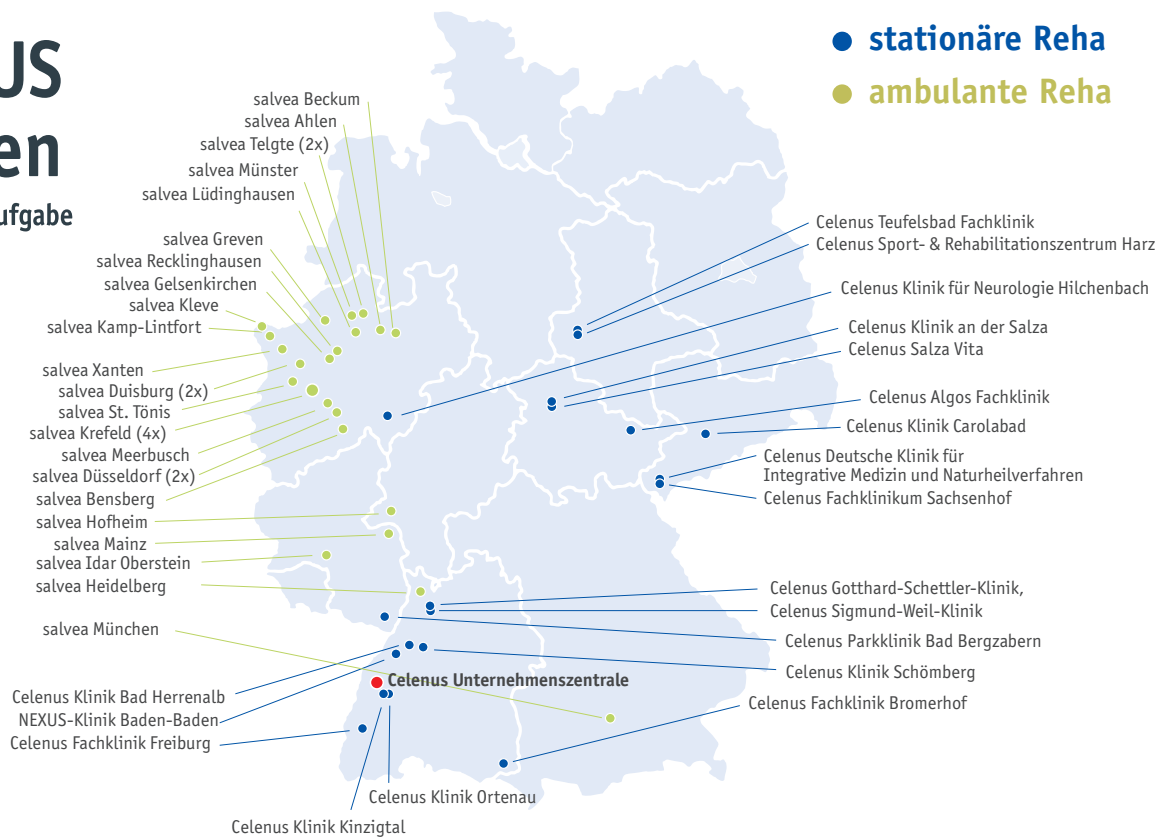 US
en
ufgabe
stationäre Reha
ambulante Reha
salvea Beckum
salvea Ahlen
salvea Telgte (2x)
salvea Münster
salvea Lüdinghausen
salvea Greven
salvea Recklinghausen
salvea Gelsenkirchen
salvea Kleve
salvea Kamp-Lintfort
salvea Xanten
salvea Duisburg (2x)
salvea St. Tönis
salvea Krefeld (4x)
salvea Meerbusch
salvea Düsseldorf (2x)
salvea Bensberg
salvea Hofheim
salvea Mainz
salvea Idar Oberstein
salvea Heidelberg
salvea München
Celenus Klinik Bad Herrenalb
NEXUS-Klinik Baden-Baden
Celenus Fachklinik Freiburg
Celenus Klinik Kinzigtal
Celenus Klinik Ortenau
Celenus Unternehmenszentrale
Celenus Teufelsbad Fachklinik
Celenus Sport- & Rehabilitationszentrum Harz
Celenus Klinik für Neurologie Hilchenbach
Celenus Klinik an der Salza
Celenus Salza Vita
Celenus Algos Fachklinik
Celenus Klinik Carolabad
Celenus Deutsche Klinik für
Integrative Medizin und Naturheilverfahren
Celenus Fachklinikum Sachsenhof
Celenus Gotthard-Schettler-Klinik,
Celenus Sigmund-Weil-Klinik
Celenus Parkklinik Bad Bergzabern
Celenus Klinik Schömberg
Celenus Fachklinik Bromerhof